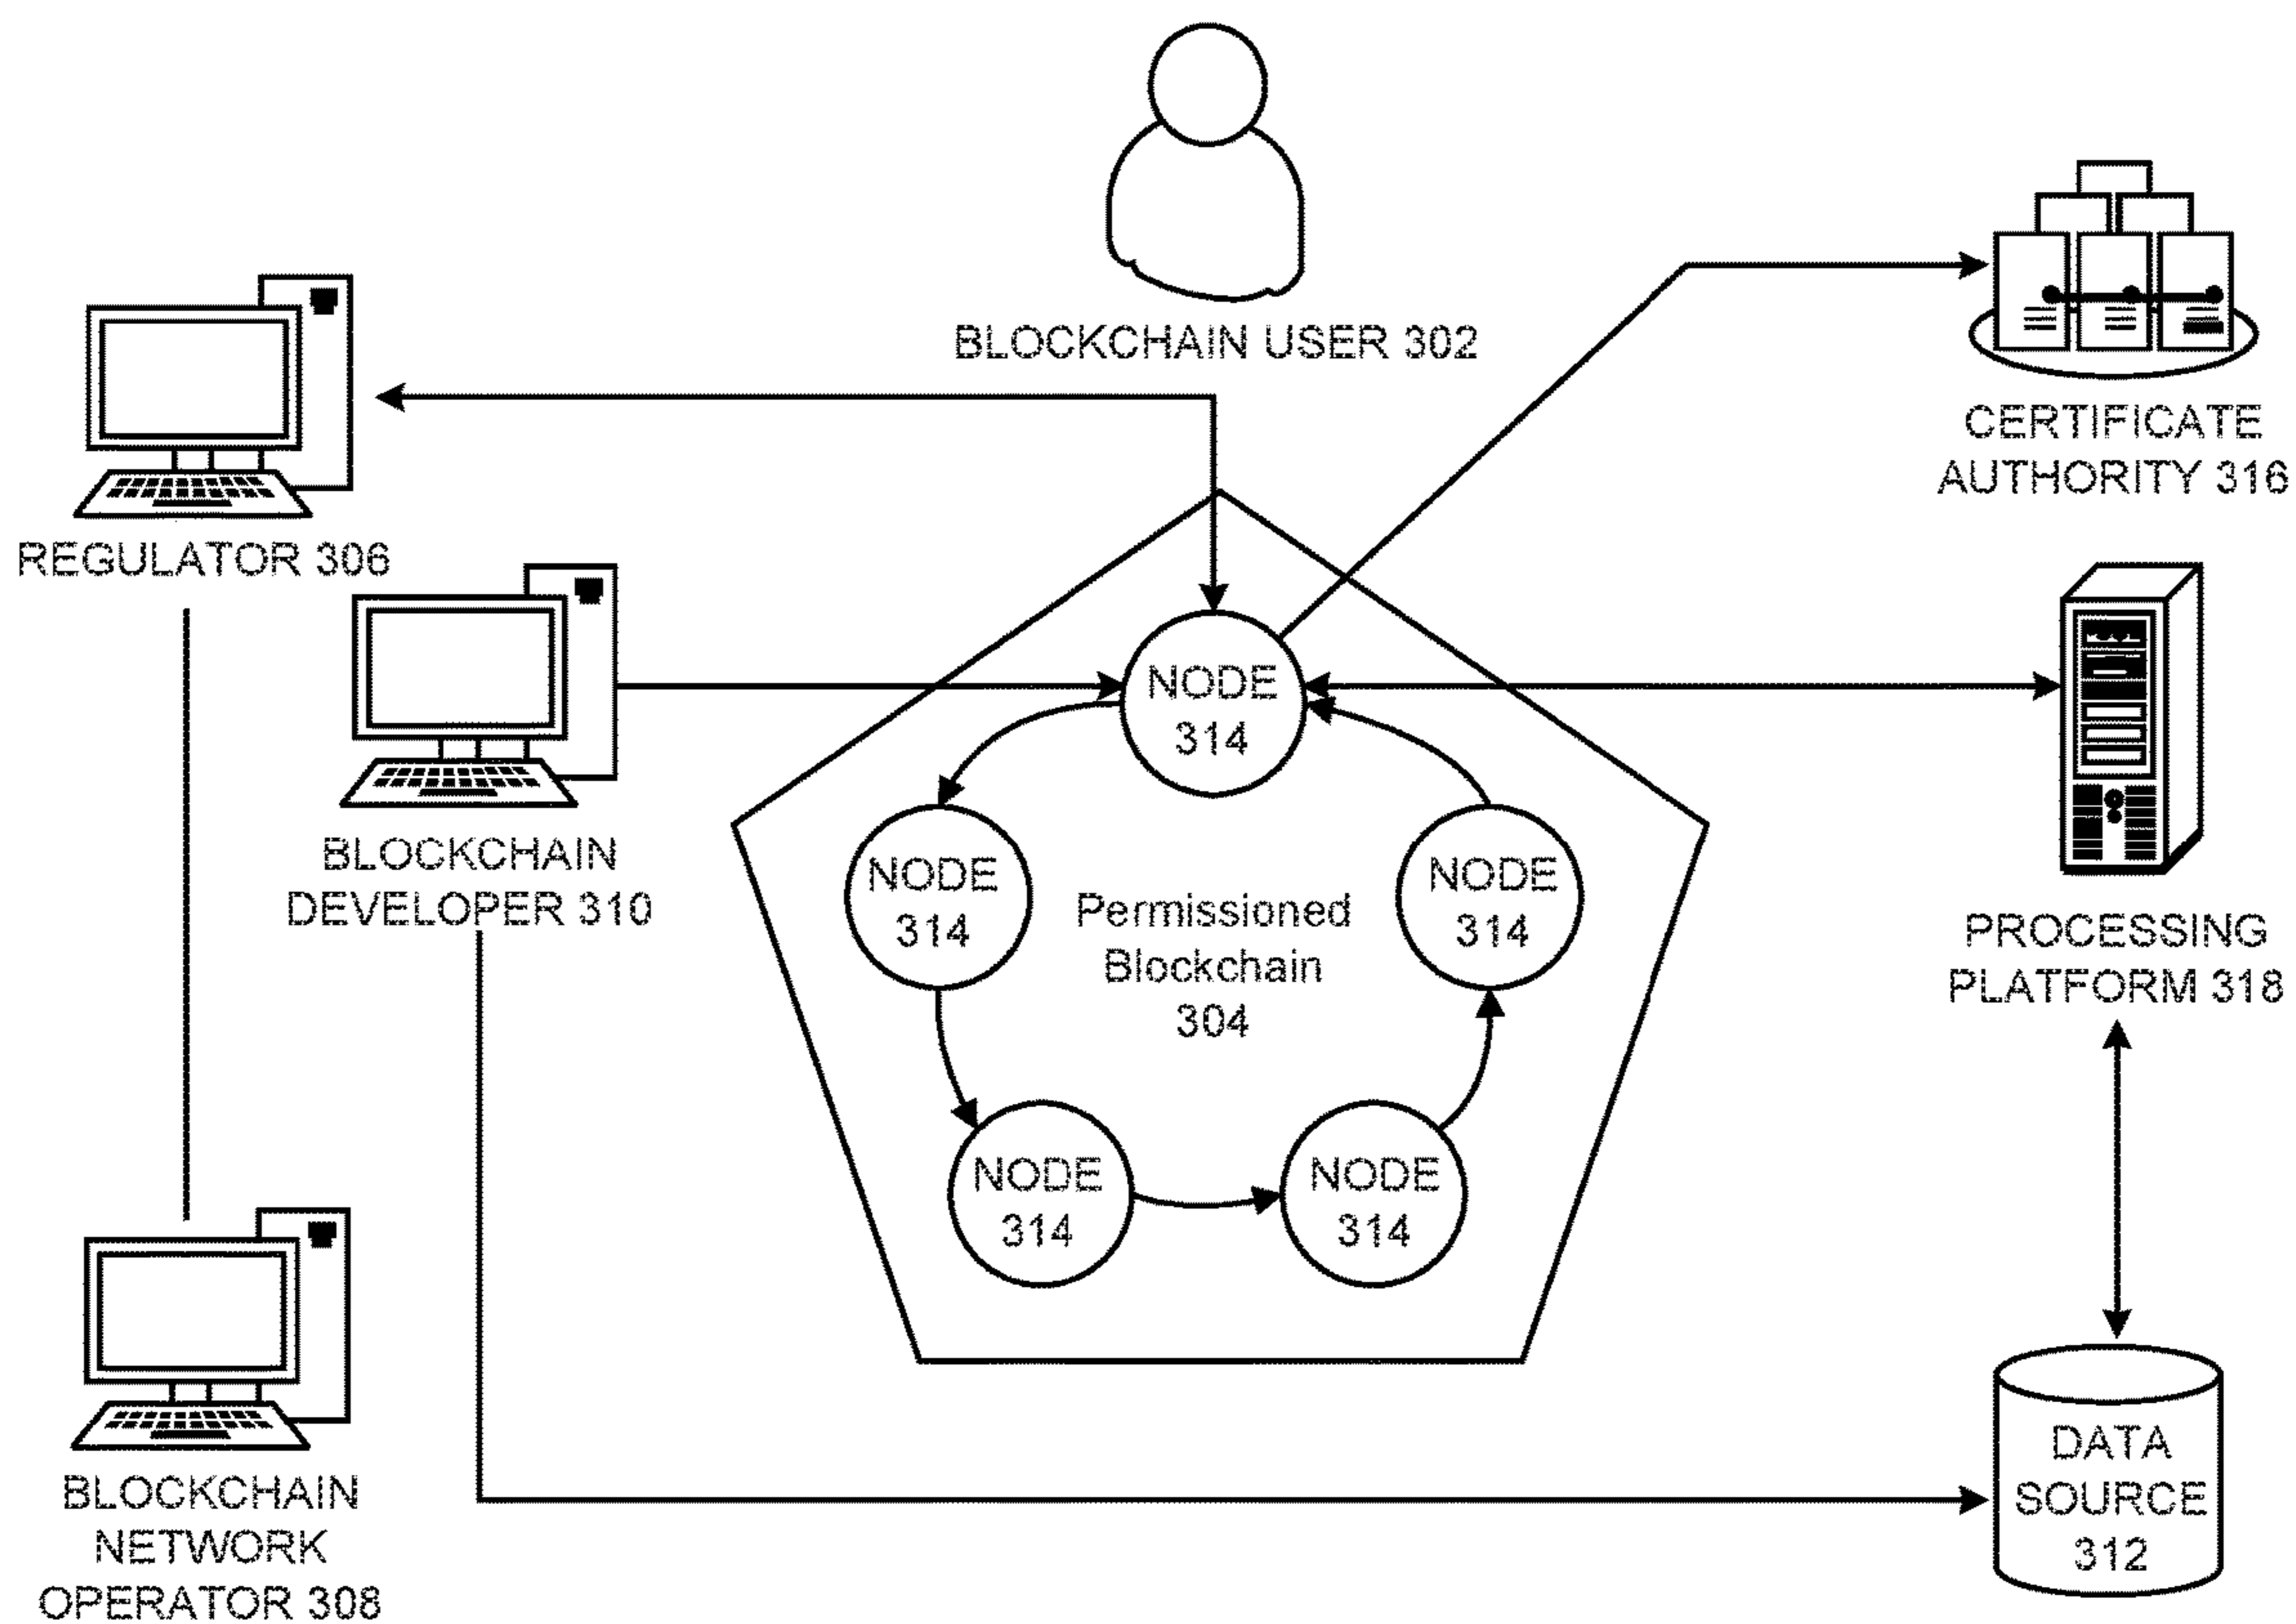 BLOCKCHAIN USER 302
CERTIFICATE
AUTHORITY 316
REGULATOR 306
BLOCKCHAIN
DEVELOPER 310
NODE
314
NODE
314
NODE
314
Permissioned
Blockchain
304
NODE
314
NODE
314
PROCESSING
PLATFORM 318
BLOCKCHAIN
NETWORK
OPERATOR 308
DATA
SOURCE
312